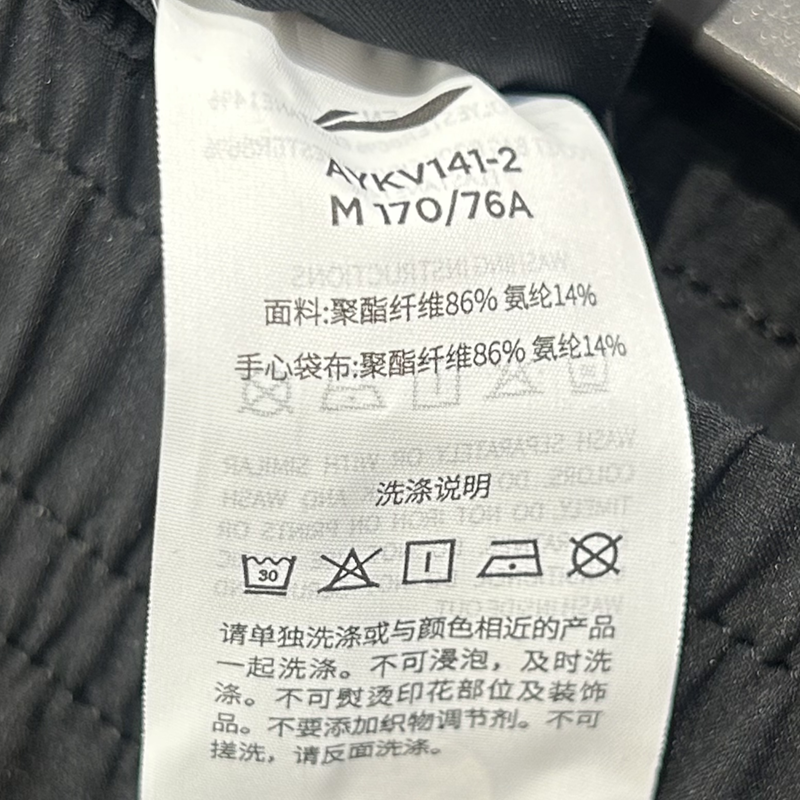 AYKV141-2
M 170/76A
面料:聚酯纤维86% 氨纶14%
手心袋布:聚酯纤维86% 氨纶14%
洗涤说明
30
请单独洗涤或与颜色相近的产品
一起洗涤。不可浸泡，及时洗
涤。不可熨烫印花部位及装饰
品。不要添加织物调节剂。不可
搓洗，请反面洗涤。